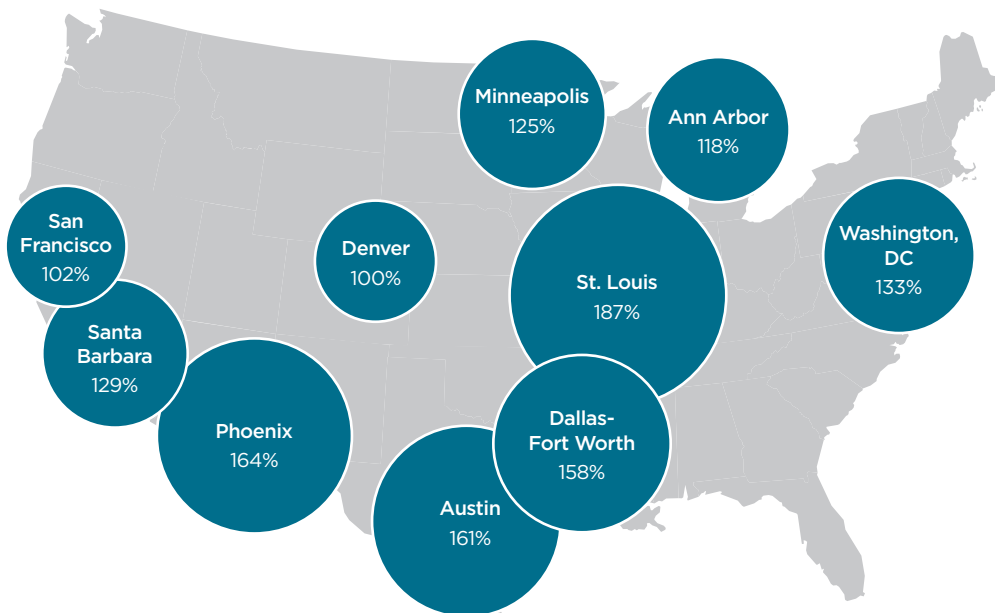 Minneapolis
125%
Ann Arbor
118%
San
Francisco
102%
Denver
100%
St. Louis
187%
Washington,
DC
133%
Santa
Barbara
129%
Phoenix
164%
Dallas-
Fort Worth
158%
Austin
161%